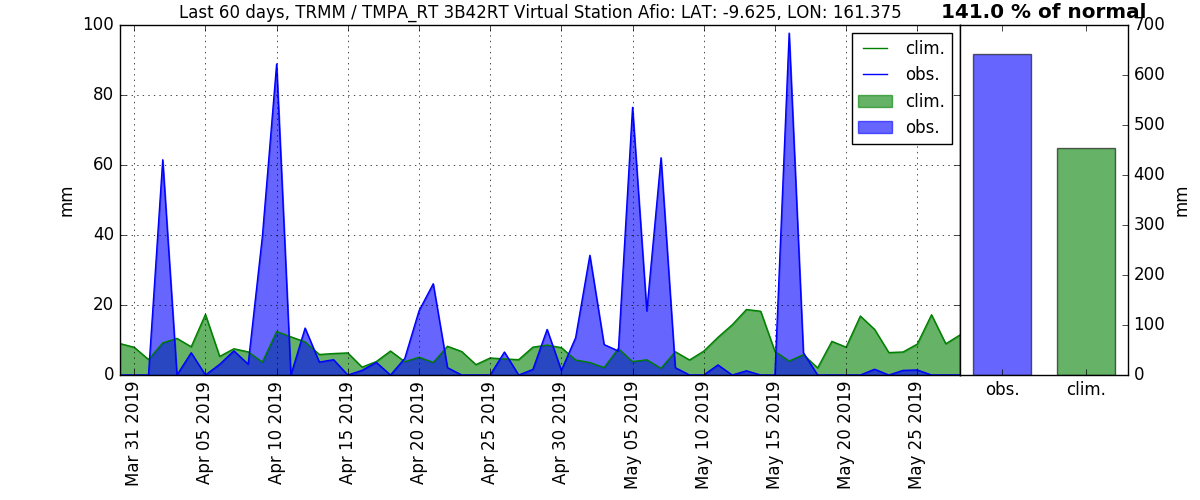 Last 60 days, TRMM / TMPA_RT 3B42RT Virtual Station Afio: LAT: -9.625, LON: 161.375
141.0 % of normal
100
80
60
40
20
0
mm
clim.
obs.
clim.
obs.
700
600
500
400
300
200
100
0
mm
Mar 31 2019
Apr 05 2019
Apr 10 2019
Apr 15 2019
Apr 20 2019
Apr 25 2019
Apr 30 2019
May 05 2019
May 10 2019
May 15 2019
May 20 2019
May 25 2019
obs.
clim.